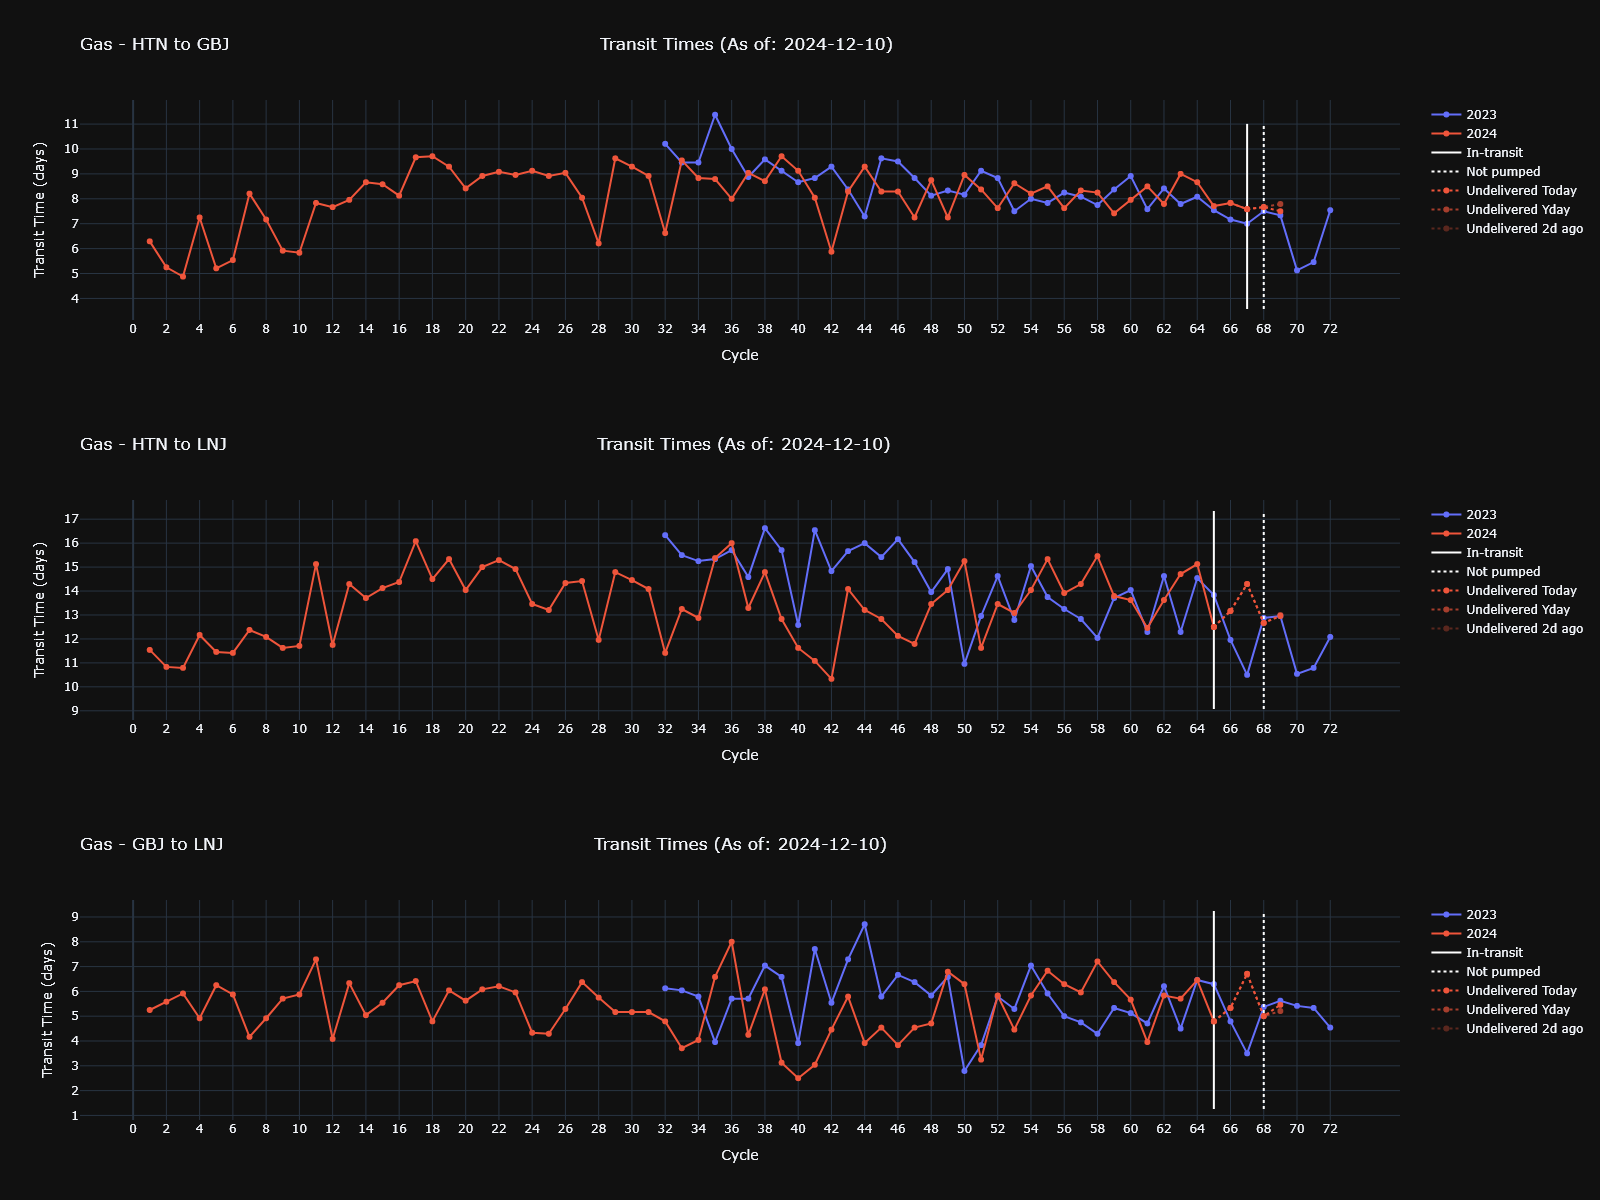 Gas - HTN to GBJ
Transit Times (As of: 2024-12-10)
Transit Time (days)
11
10
9
8
7
6
5
4
0 2 4 6 8 10 12 14 16 18 20 22 24 26 28 30 32 34 36 38 40 42 44 46 48 50 52 54 56 58 60 62 64 66 68 70 72
Cycle
2023
2024
In-transit
Not pumped
Undelivered Today
Undelivered Yday
Undelivered 2d ago
Gas - HTN to LNJ
Transit Times (As of: 2024-12-10)
Transit Time (days)
17
16
15
14
13
12
11
10
9
0 2 4 6 8 10 12 14 16 18 20 22 24 26 28 30 32 34 36 38 40 42 44 46 48 50 52 54 56 58 60 62 64 66 68 70 72
Cycle
2023
2024
In-transit
Not pumped
Undelivered Today
Undelivered Yday
Undelivered 2d ago
Gas - GBJ to LNJ
Transit Times (As of: 2024-12-10)
Transit Time (days)
9
8
7
6
5
4
3
2
1
0 2 4 6 8 10 12 14 16 18 20 22 24 26 28 30 32 34 36 38 40 42 44 46 48 50 52 54 56 58 60 62 64 66 68 70 72
Cycle
2023
2024
In-transit
Not pumped
Undelivered Today
Undelivered Yday
Undelivered 2d ago